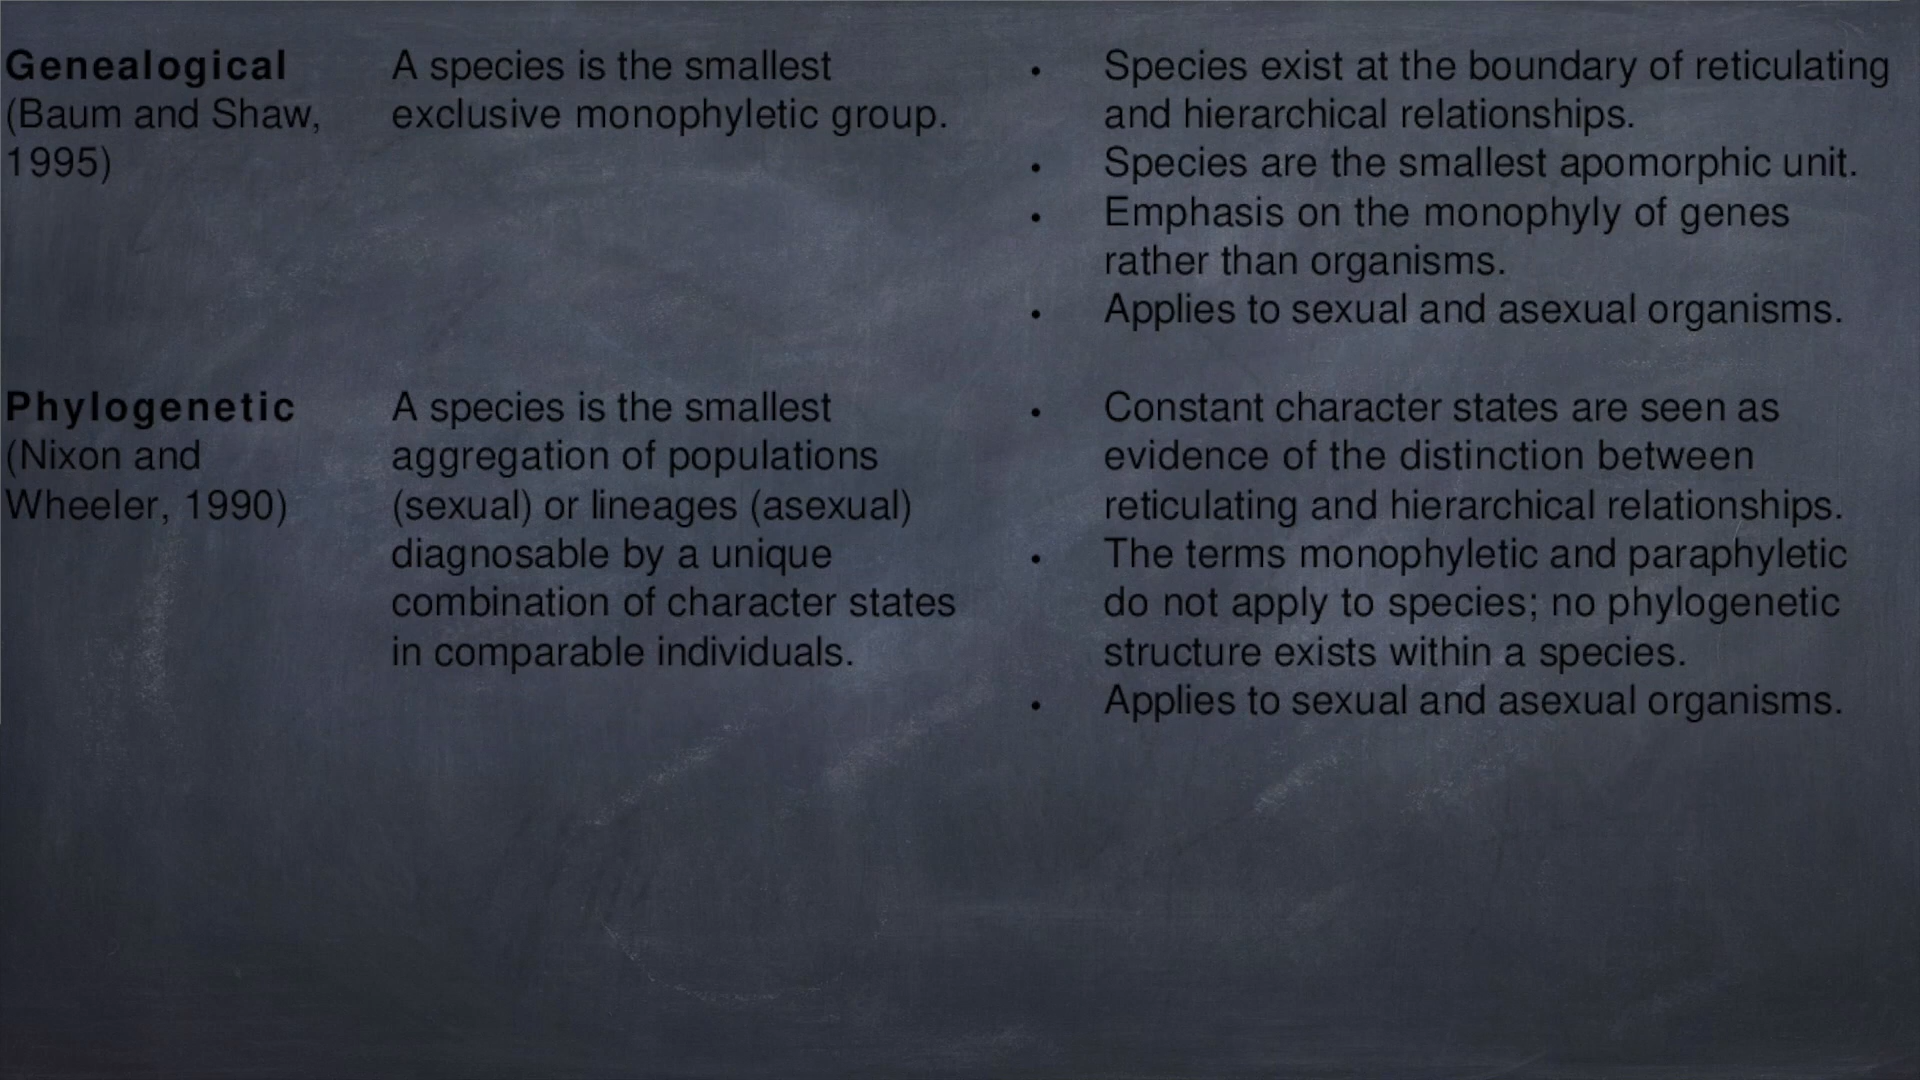 Genealogical
(Baum and Shaw,
1995)
A species is the smallest
exclusive monophyletic group.
• Species exist at the boundary of reticulating
and hierarchical relationships.
• Species are the smallest apomorphic unit.
• Emphasis on the monophyly of genes
rather than organisms.
• Applies to sexual and asexual organisms.
Phylogenetic
(Nixon and
Wheeler, 1990)
A species is the smallest
aggregation of populations
(sexual) or lineages (asexual)
diagnosable by a unique
combination of character states
in comparable individuals.
• Constant character states are seen as
evidence of the distinction between
reticulating and hierarchical relationships.
• The terms monophyletic and paraphyletic
do not apply to species; no phylogenetic
structure exists within a species.
• Applies to sexual and asexual organisms.